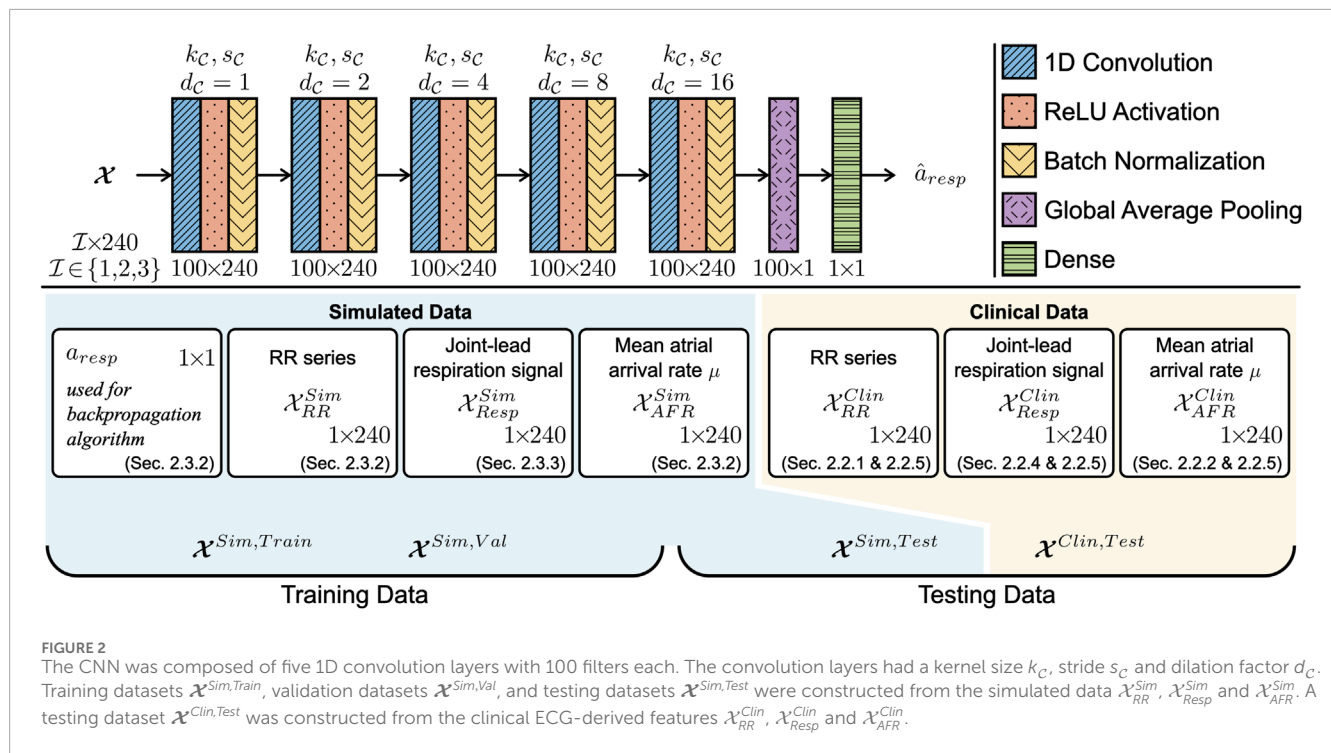 k_C, s_C k_C, s_C k_C, s_C k_C, s_C k_C, s_C
d_C = 1 d_C = 2 d_C = 4 d_C = 8 d_C = 16
𝒳
â_resp
I×240
I∈{1,2,3}
100×240 100×240 100×240 100×240 100×240 100×1 1×1
1D Convolution
ReLU Activation
Batch Normalization
Global Average Pooling
Dense
Simulated Data
a_resp 1×1
used for
backpropagation
algorithm
(Sec. 2.3.2)
RR series
𝒳_RR^Sim
1×240
(Sec. 2.3.2)
Joint-lead
respiration signal
𝒳_Resp^Sim
1×240
(Sec. 2.3.3)
Mean atrial
arrival rate μ
𝒳_AFR^Sim
1×240
(Sec. 2.3.2)
Clinical Data
RR series
𝒳_RR^Clin
1×240
(Sec. 2.2.1 & 2.2.5)
Joint-lead
respiration signal
𝒳_Resp^Clin
1×240
(Sec. 2.2.4 & 2.2.5)
Mean atrial
arrival rate μ
𝒳_AFR^Clin
1×240
(Sec. 2.2.2 & 2.2.5)
𝒳^Sim,Train 𝒳^Sim,Val 𝒳^Sim,Test 𝒳^Clin,Test
Training Data Testing Data
FIGURE 2
The CNN was composed of five 1D convolution layers with 100 filters each. The convolution layers had a kernel size k_C, stride s_C and dilation factor d_C.
Training datasets 𝒳^Sim,Train, validation datasets 𝒳^Sim,Val, and testing datasets 𝒳^Sim,Test were constructed from the simulated data 𝒳_RR^Sim, 𝒳_Resp^Sim and 𝒳_AFR^Sim. A
testing dataset 𝒳^Clin,Test was constructed from the clinical ECG-derived features 𝒳_RR^Clin, 𝒳_Resp^Clin and 𝒳_AFR^Clin.